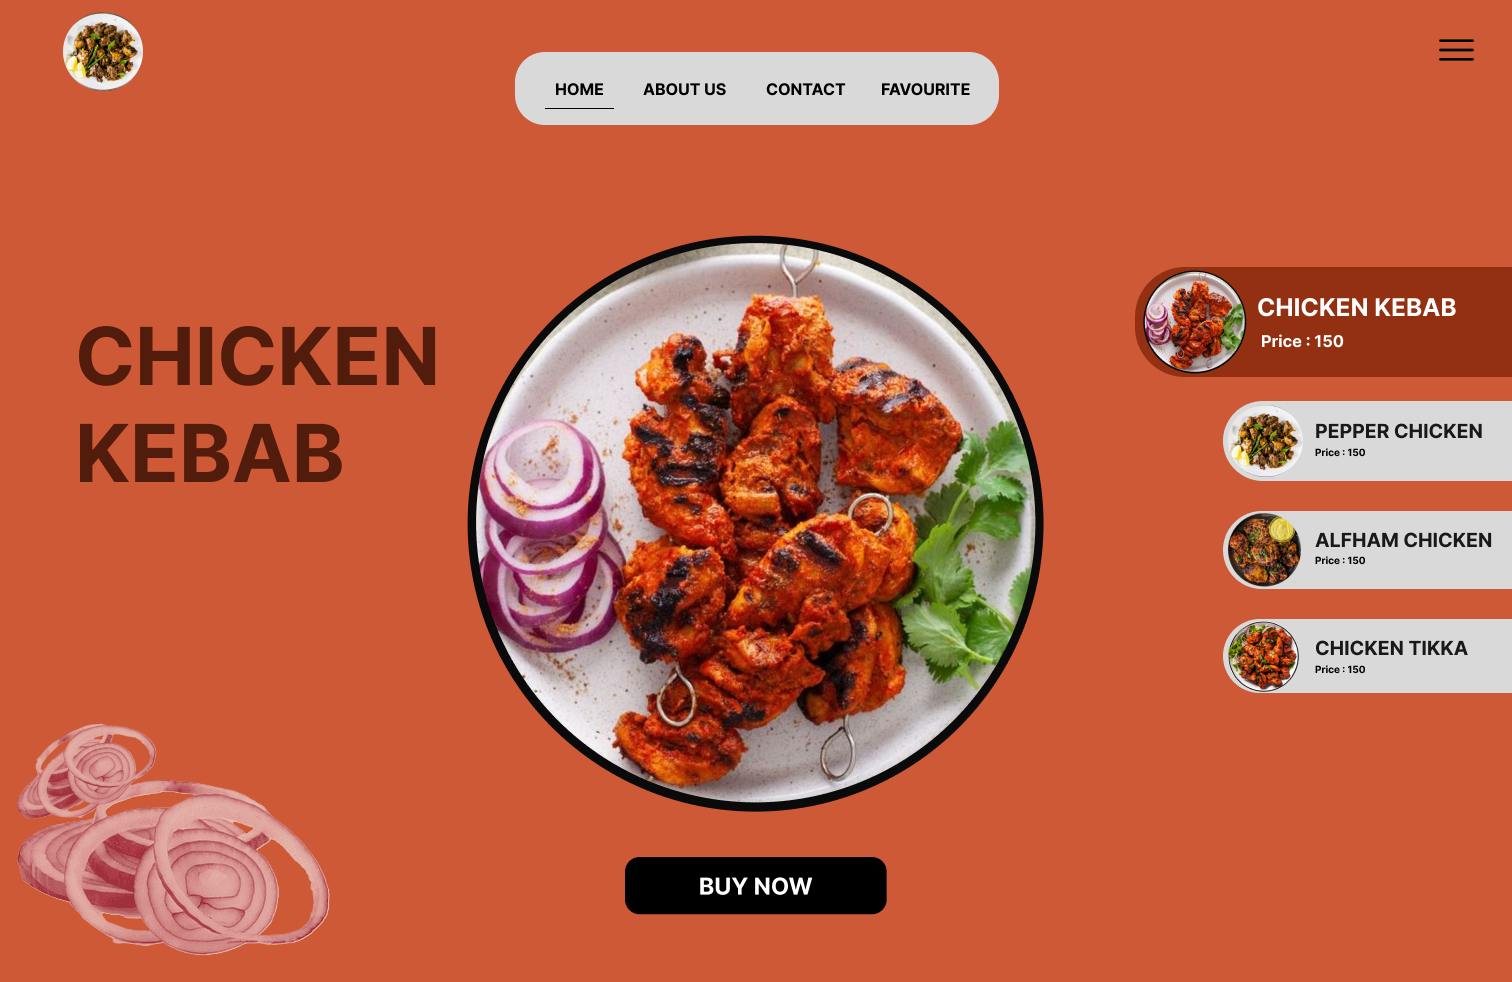 HOME
ABOUT US
CONTACT
FAVOURITE
CHICKEN
KEBAB
CHICKEN KEBAB
Price : 150
PEPPER CHICKEN
Price : 150
ALFHAM CHICKEN
Price : 150
CHICKEN TIKKA
Price : 150
BUY NOW